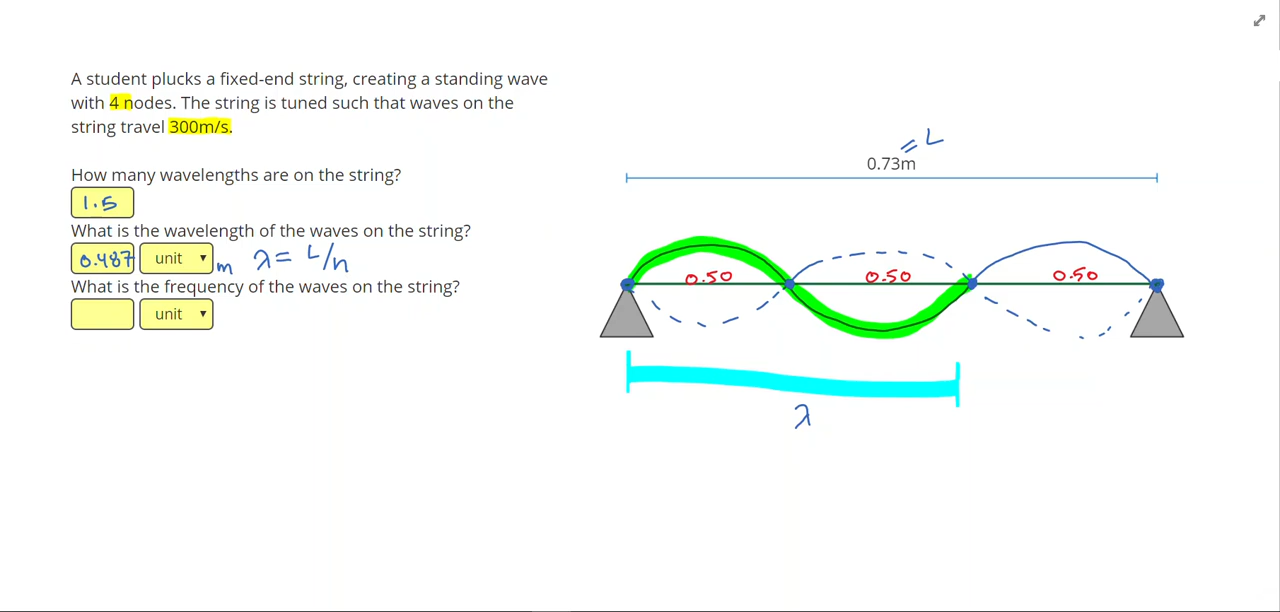 A student plucks a fixed-end string, creating a standing wave
with 4 nodes. The string is tuned such that waves on the
string travel 300m/s.
How many wavelengths are on the string?
1.5
What is the wavelength of the waves on the string?
0.487 unit m λ = L/n
What is the frequency of the waves on the string?
unit
= L
0.73m
0.50 0.50 0.50
λ